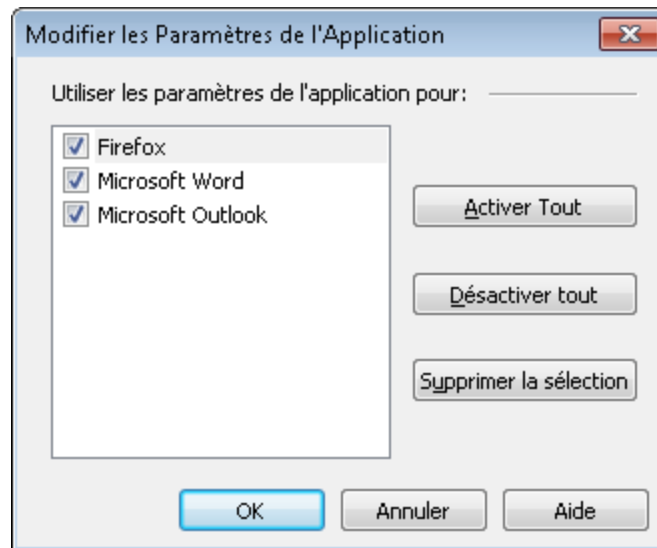 Modifier les Paramètres de l'Application
Utiliser les paramètres de l'application pour:
Firefox
Microsoft Word
Microsoft Outlook
Activer Tout
Désactiver tout
Supprimer la sélection
OK
Annuler
Aide